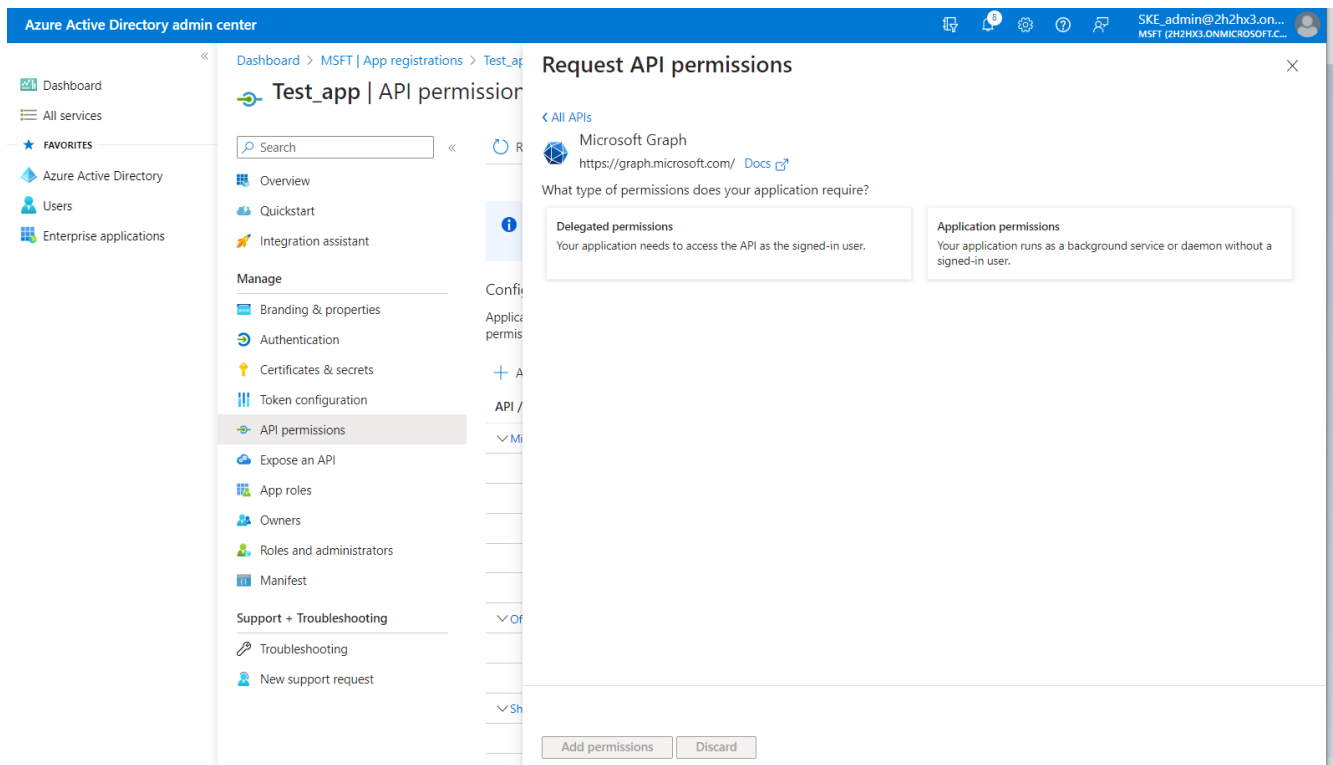 Azure Active Directory admin center
8
SKE_admin@2h2hx3.on...
MSFT (2H2HX3.ONMICROSOFT.C...
Dashboard
All services
FAVORITES
Azure Active Directory
Users
Enterprise applications
Dashboard > MSFT | App registrations > Test_ap
Test_app | API permission
Search
Overview
Quickstart
Integration assistant
Manage
Branding & properties
Authentication
Certificates & secrets
Token configuration
API permissions
Expose an API
App roles
Owners
Roles and administrators
Manifest
Support + Troubleshooting
Troubleshooting
New support request
R
Config
Applica
permis
A
API /
Mi
Of
Sh
Request API permissions
All APIs
Microsoft Graph
https://graph.microsoft.com/ Docs
What type of permissions does your application require?
Delegated permissions
Your application needs to access the API as the signed-in user.
Application permissions
Your application runs as a background service or daemon without a
signed-in user.
Add permissions
Discard